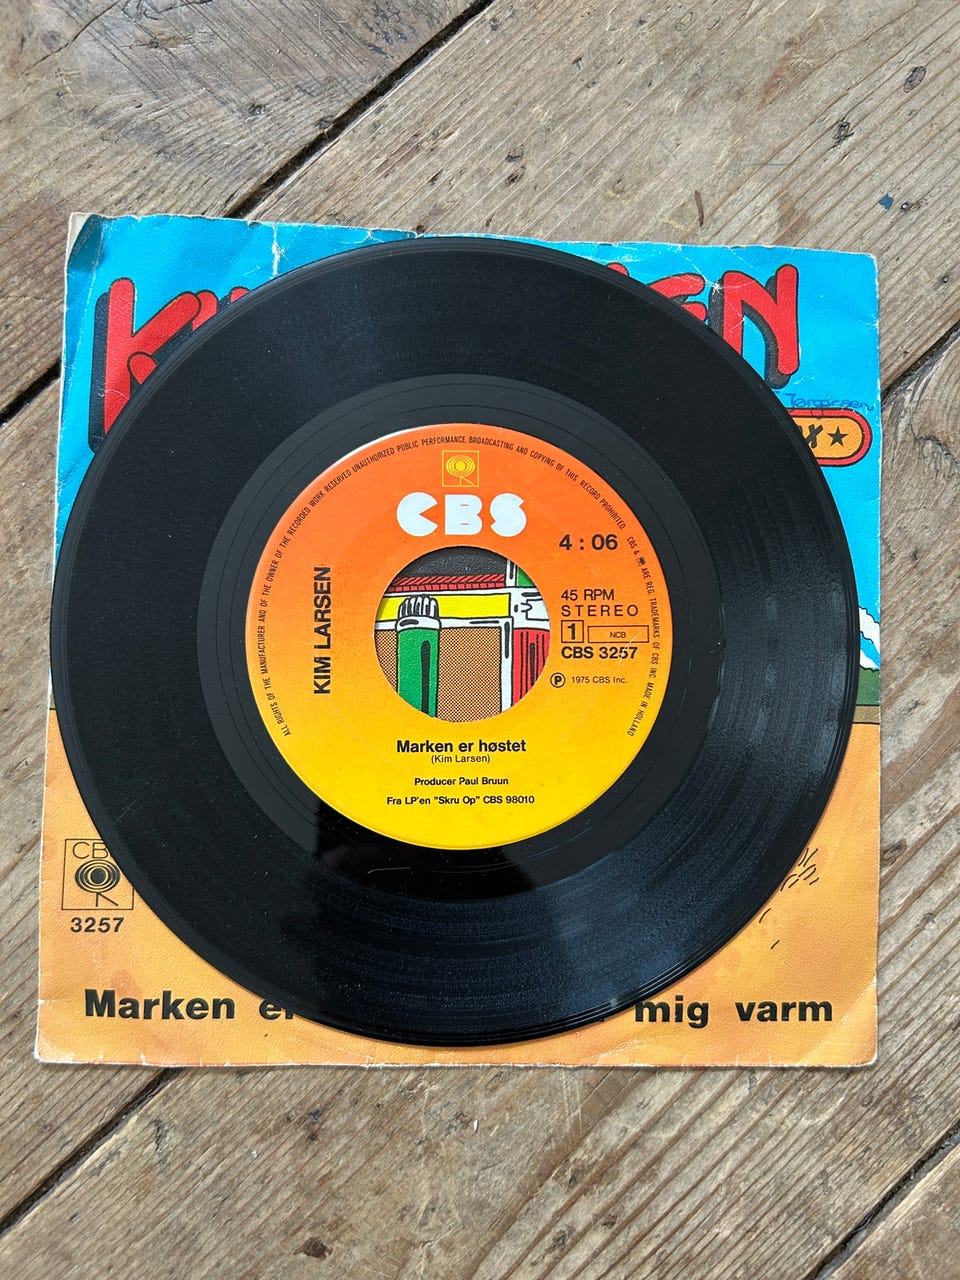 Jørgensen
ALL RIGHTS OF THE MANUFACTURER AND OF THE OWNER OF THE RECORDED WORK RESERVED UNAUTHORIZED PUBLIC PERFORMANCE BROADCASTING AND COPYING OF THIS RECORD PROHIBITED
CBS & ARE REG. TRADEMARKS OF CBS INC. MADE IN HOLLAND
CBS
4 : 06
KIM LARSEN
45 RPM
STEREO
1 NCB
CBS 3257
℗ 1975 CBS Inc.
Marken er høstet
(Kim Larsen)
Producer Paul Bruun
Fra LP'en "Skru Op" CBS 98010
CB
3257
Marken
mig varm